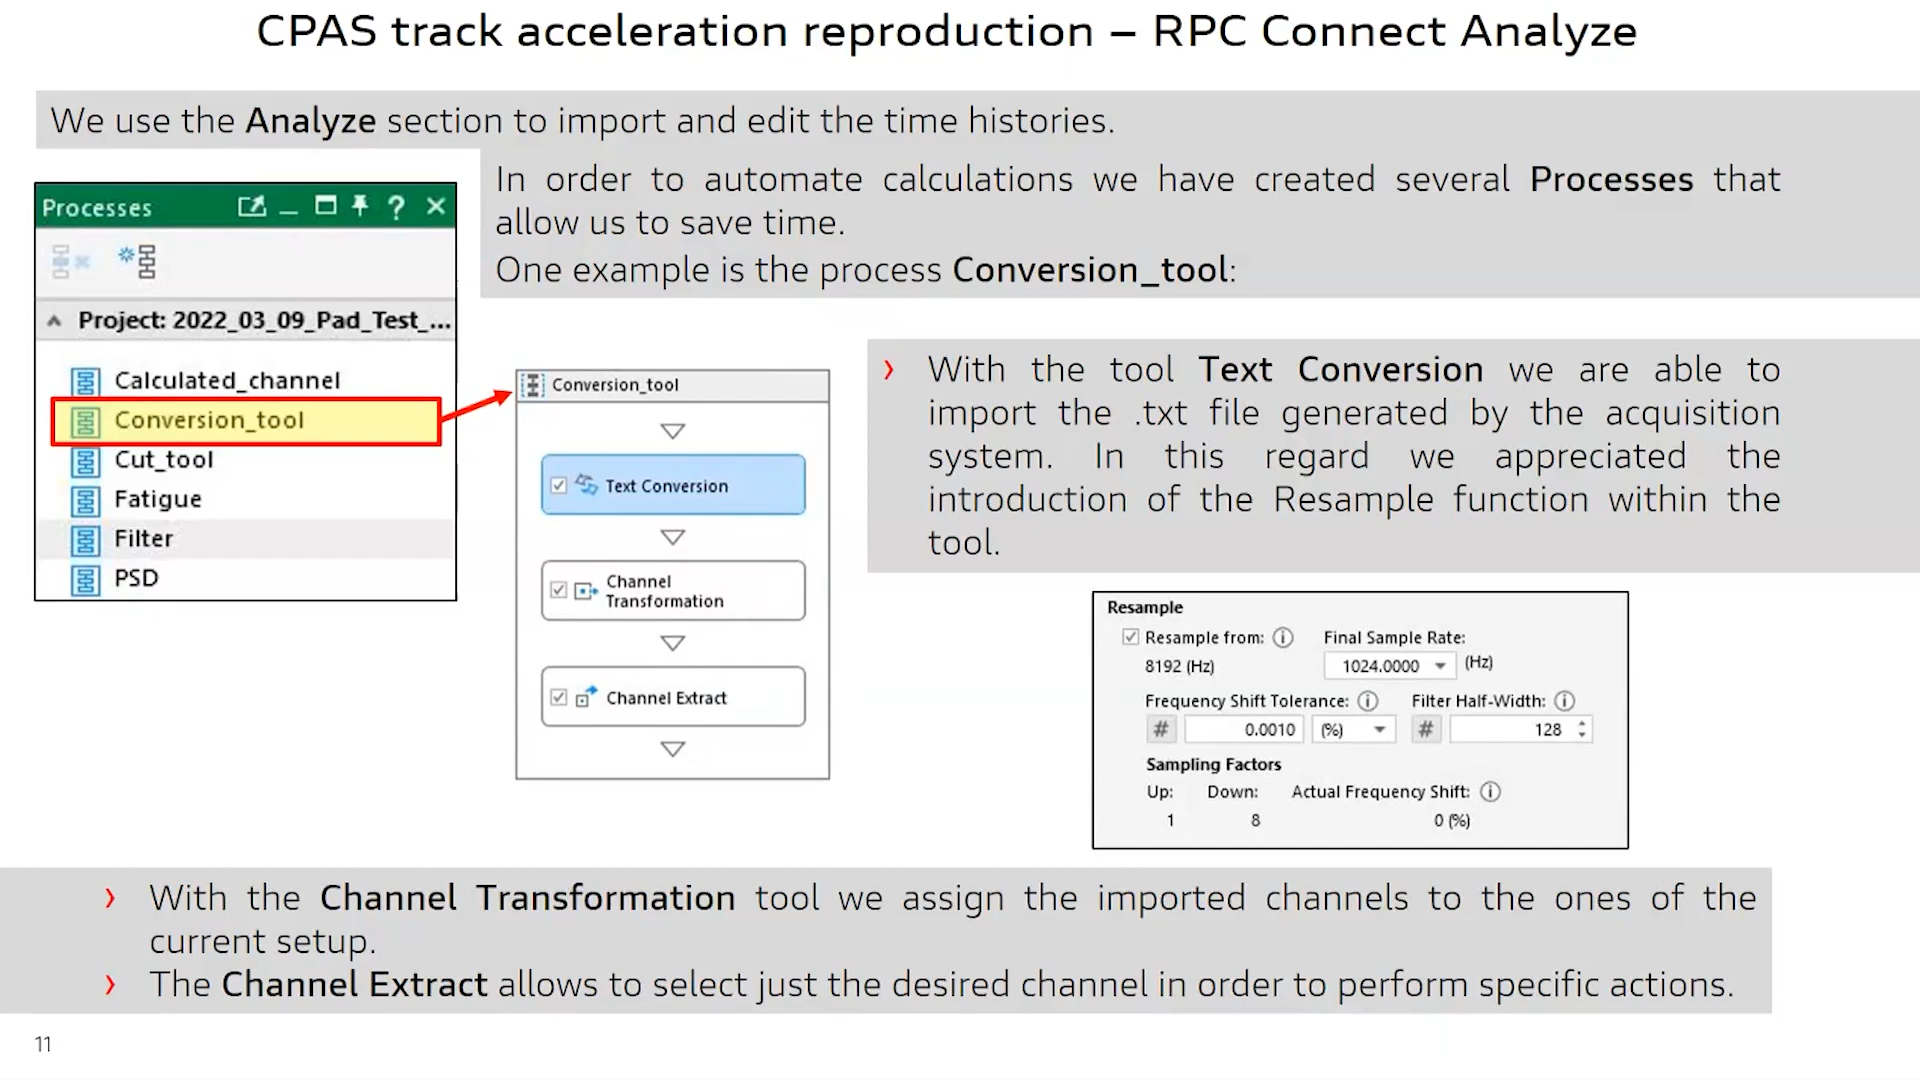 CPAS track acceleration reproduction – RPC Connect Analyze
We use the Analyze section to import and edit the time histories.
In order to automate calculations we have created several Processes that
allow us to save time.
One example is the process Conversion_tool:
Processes
Project: 2022_03_09_Pad_Test_...
Calculated_channel
Conversion_tool
Cut_tool
Fatigue
Filter
PSD
Conversion_tool
Text Conversion
Channel
Transformation
Channel Extract
› With the tool Text Conversion we are able to
import the .txt file generated by the acquisition
system. In this regard we appreciated the
introduction of the Resample function within the
tool.
Resample
Resample from: Final Sample Rate:
8192 (Hz) 1024.0000 (Hz)
Frequency Shift Tolerance: Filter Half-Width:
# 0.0010 (%) # 128
Sampling Factors
Up: Down: Actual Frequency Shift:
1 8 0 (%)
› With the Channel Transformation tool we assign the imported channels to the ones of the
current setup.
› The Channel Extract allows to select just the desired channel in order to perform specific actions.
11